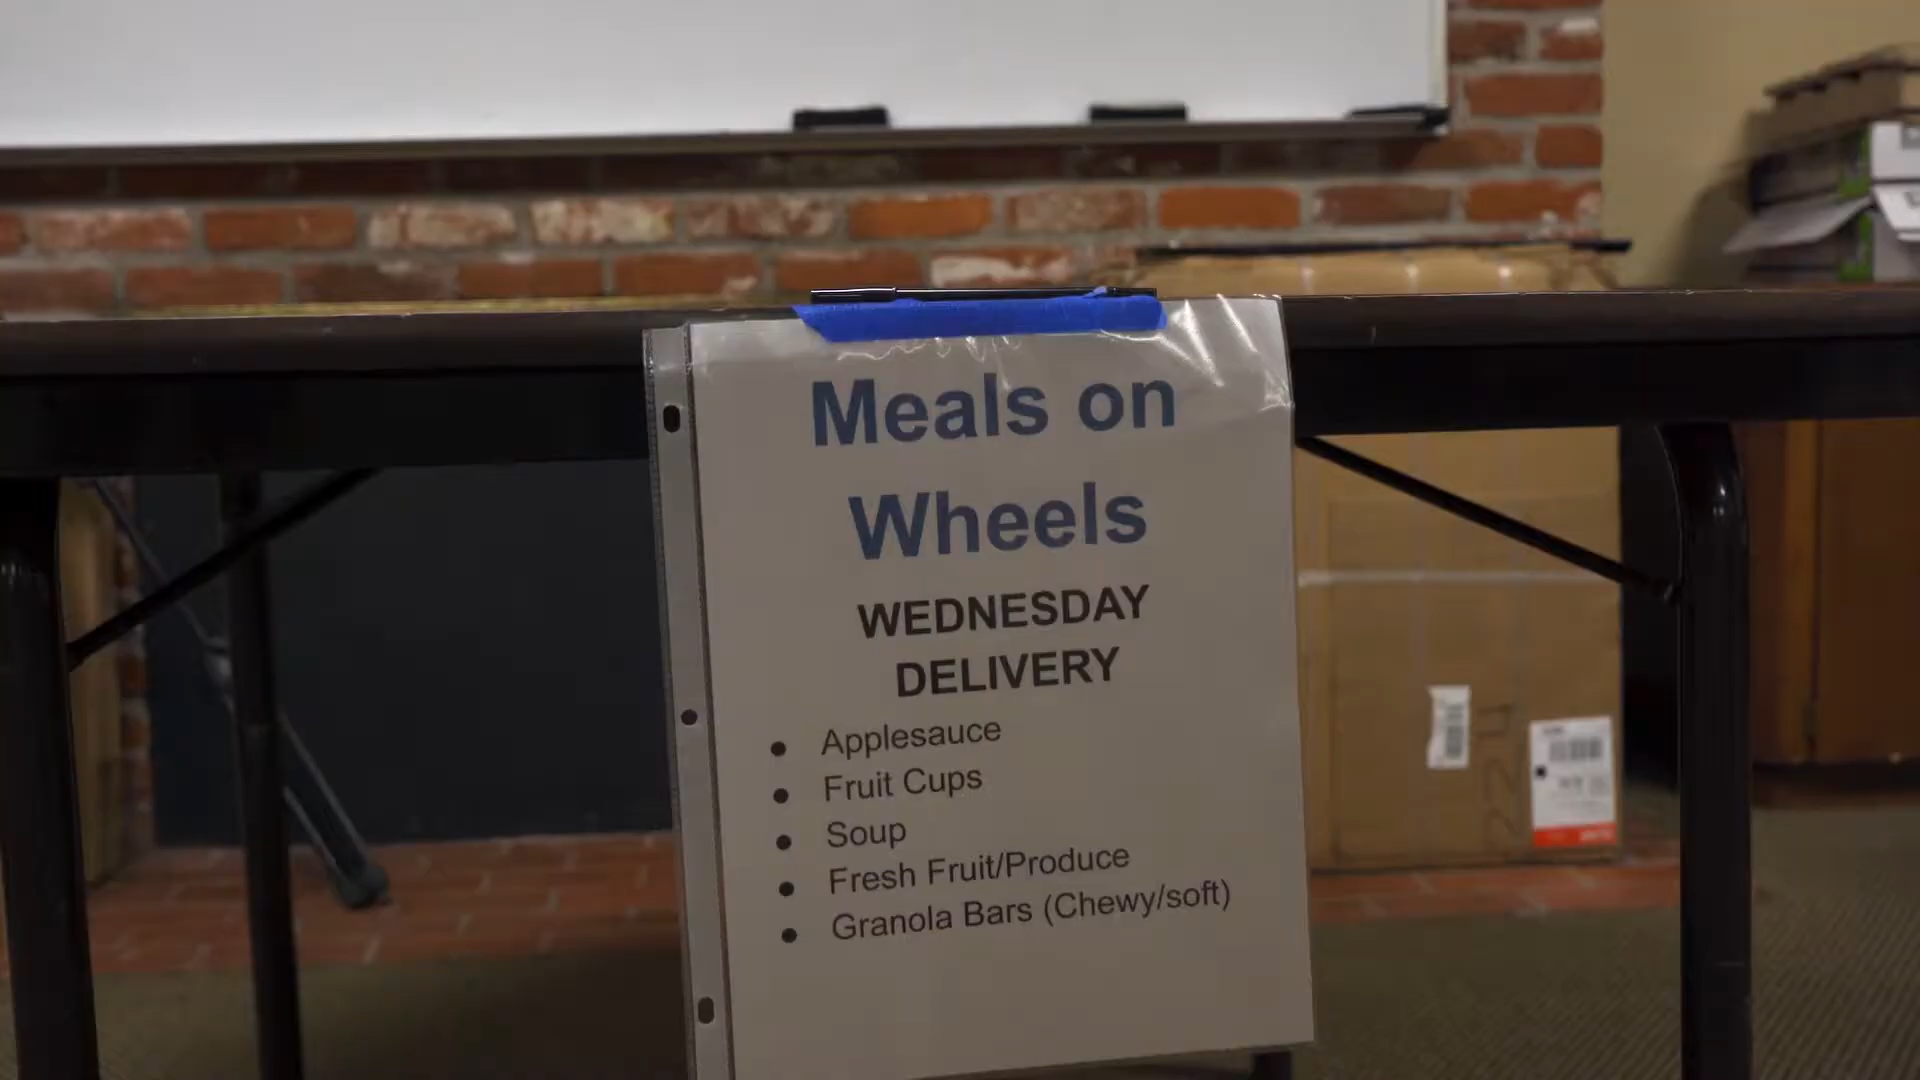 Meals on
Wheels
WEDNESDAY
DELIVERY
• Applesauce
• Fruit Cups
• Soup
• Fresh Fruit/Produce
• Granola Bars (Chewy/soft)